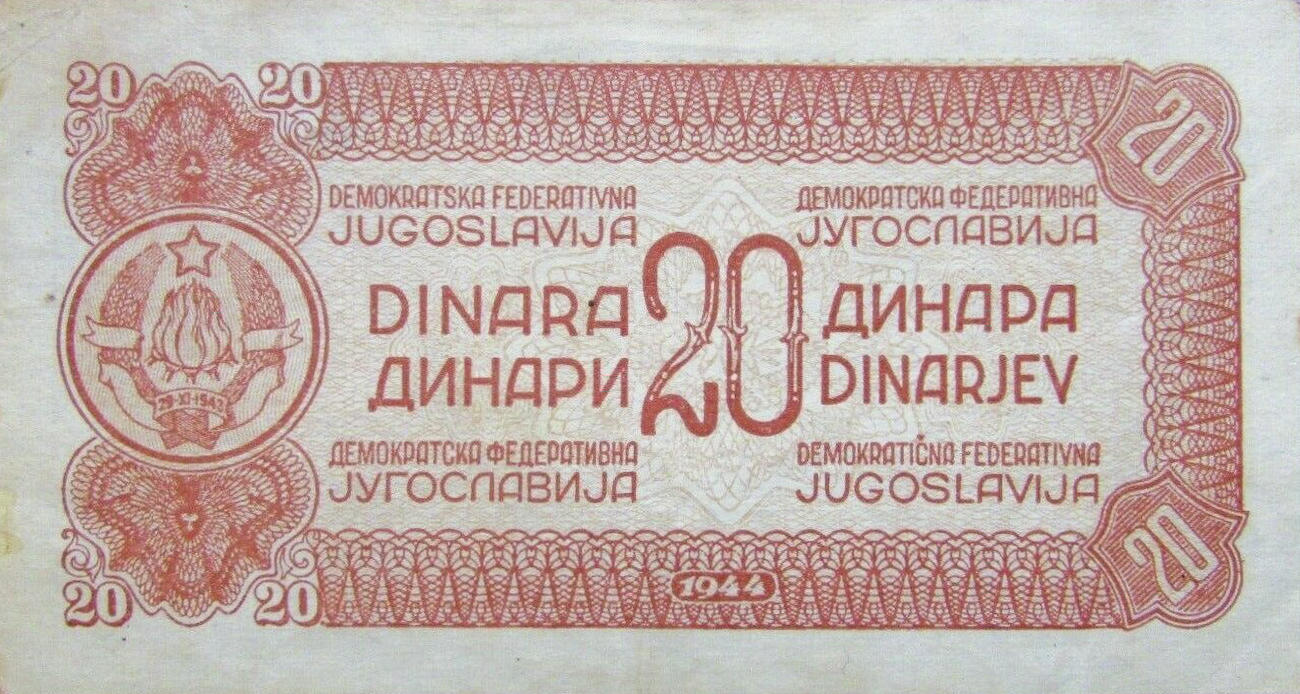 20 20
20
DEMOKRATSKA FEDERATIVNA
JUGOSLAVIJA
ДЕМОКРАТСКА ФЕДЕРАТИВНА
ЈУГОСЛАВИЈА
DINARA
20
ДИНАРА
ДИНАРИ
DINARJEV
29·XI·1943
ДЕМОКРАТСКА ФЕДЕРАТИВНА
ЈУГОСЛАВИЈА
DEMOKRATIČNA FEDERATIVNA
JUGOSLAVIJA
20
1944
20 20